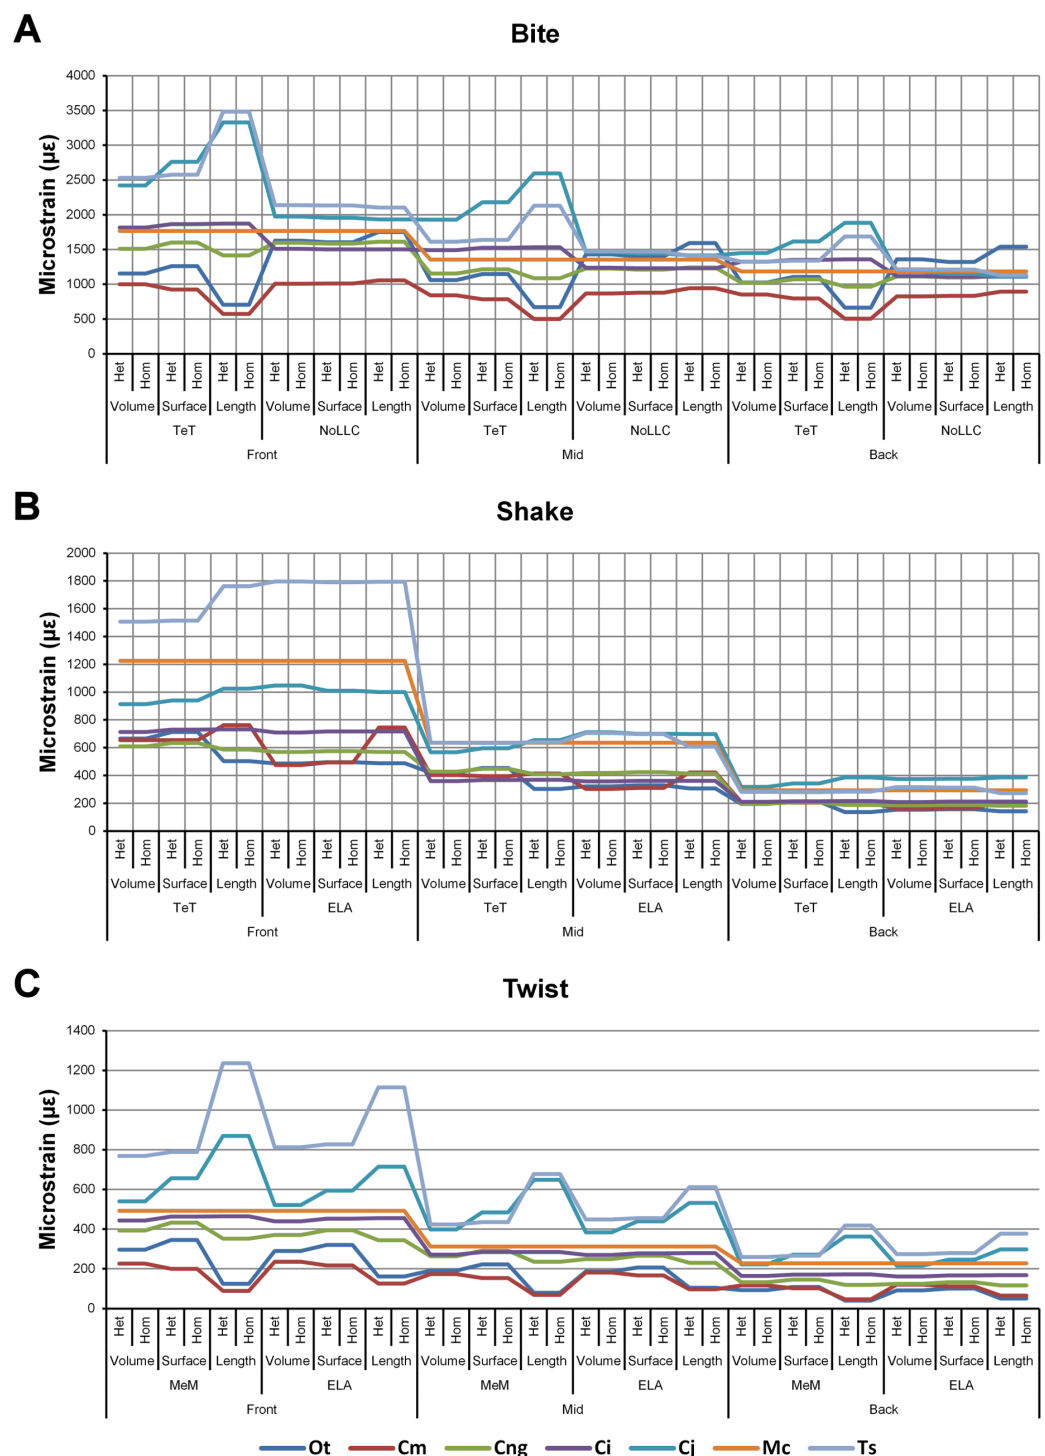 A
Bite
Microstrain (µε)
4000
3500
3000
2500
2000
1500
1000
500
0
Het Hom Het Hom Het Hom Het Hom Het Hom Het Hom Het Hom Het Hom Het Hom Het Hom Het Hom Het Hom Het Hom Het Hom Het Hom Het Hom Het Hom Het Hom
Volume Surface Length Volume Surface Length Volume Surface Length Volume Surface Length Volume Surface Length Volume Surface Length
TeT NoLLC TeT NoLLC TeT NoLLC
Front Mid Back
B
Shake
Microstrain (µε)
2000
1800
1600
1400
1200
1000
800
600
400
200
0
Het Hom Het Hom Het Hom Het Hom Het Hom Het Hom Het Hom Het Hom Het Hom Het Hom Het Hom Het Hom Het Hom Het Hom Het Hom Het Hom Het Hom Het Hom
Volume Surface Length Volume Surface Length Volume Surface Length Volume Surface Length Volume Surface Length Volume Surface Length
TeT ELA TeT ELA TeT ELA
Front Mid Back
C
Twist
Microstrain (µε)
1400
1200
1000
800
600
400
200
0
Het Hom Het Hom Het Hom Het Hom Het Hom Het Hom Het Hom Het Hom Het Hom Het Hom Het Hom Het Hom Het Hom Het Hom Het Hom Het Hom Het Hom Het Hom
Volume Surface Length Volume Surface Length Volume Surface Length Volume Surface Length Volume Surface Length Volume Surface Length
MeM ELA MeM ELA MeM ELA
Front Mid Back
Ot Cm Cng Ci Cj Mc Ts